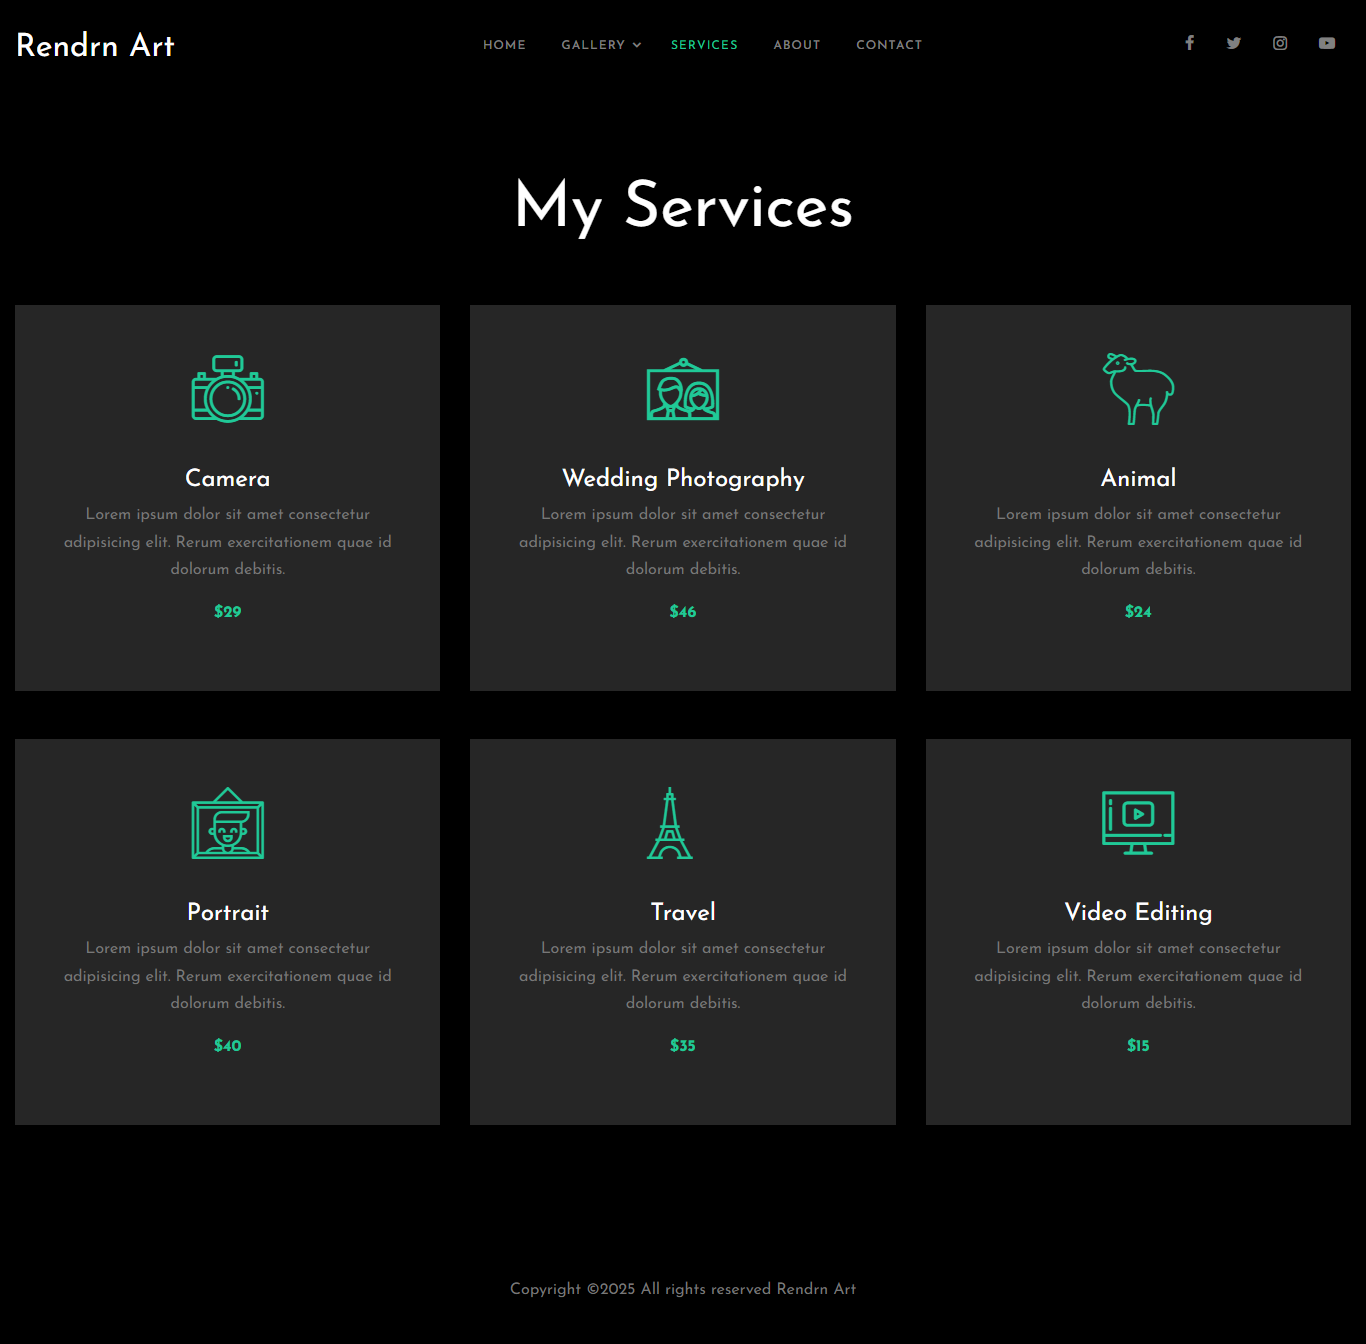 Rendrn Art
HOME
GALLERY
SERVICES
ABOUT
CONTACT
My Services
Camera
Lorem ipsum dolor sit amet consectetur
adipisicing elit. Rerum exercitationem quae id
dolorum debitis.
$29
Wedding Photography
Lorem ipsum dolor sit amet consectetur
adipisicing elit. Rerum exercitationem quae id
dolorum debitis.
$46
Animal
Lorem ipsum dolor sit amet consectetur
adipisicing elit. Rerum exercitationem quae id
dolorum debitis.
$24
Portrait
Lorem ipsum dolor sit amet consectetur
adipisicing elit. Rerum exercitationem quae id
dolorum debitis.
$40
Travel
Lorem ipsum dolor sit amet consectetur
adipisicing elit. Rerum exercitationem quae id
dolorum debitis.
$35
Video Editing
Lorem ipsum dolor sit amet consectetur
adipisicing elit. Rerum exercitationem quae id
dolorum debitis.
$15
Copyright ©2025 All rights reserved Rendrn Art